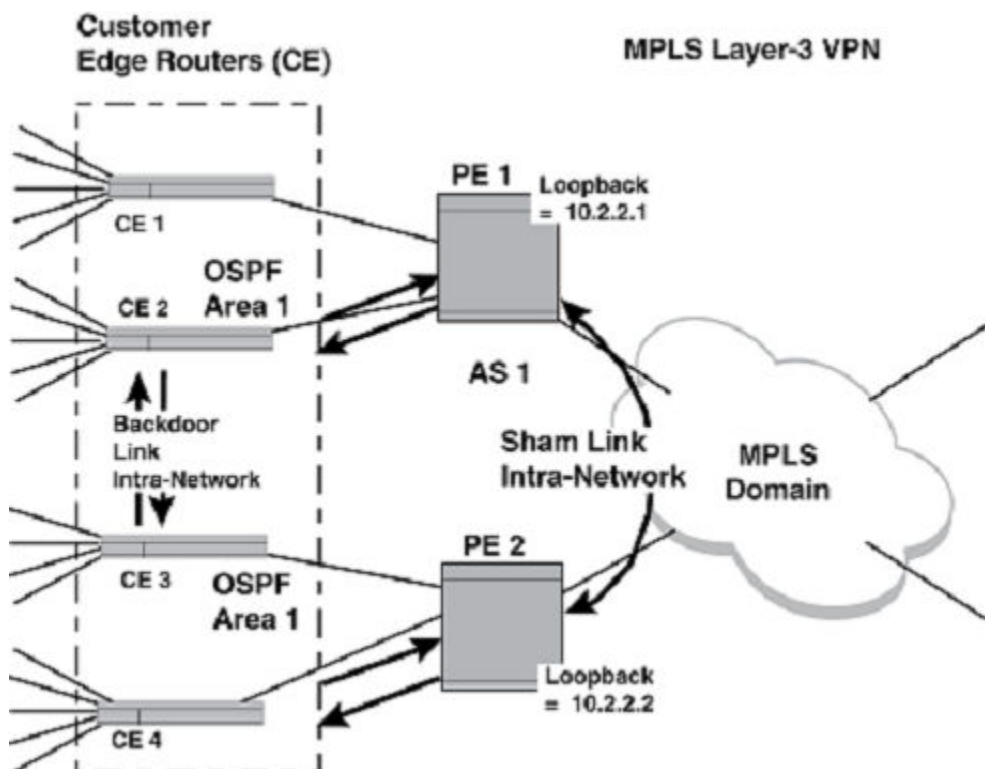 Customer
Edge Routers (CE)
MPLS Layer-3 VPN
PE 1
Loopback
= 10.2.2.1
CE 1
OSPF
Area 1
CE 2
AS 1
Backdoor
Link
Intra-Network
Sham Link
Intra-Network
MPLS
Domain
PE 2
CE 3
OSPF
Area 1
Loopback
= 10.2.2.2
CE 4